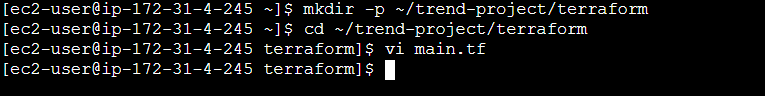 [ec2-user@ip-172-31-4-245 ~]$ mkdir -p ~/trend-project/terraform
[ec2-user@ip-172-31-4-245 ~]$ cd ~/trend-project/terraform
[ec2-user@ip-172-31-4-245 terraform]$ vi main.tf
[ec2-user@ip-172-31-4-245 terraform]$